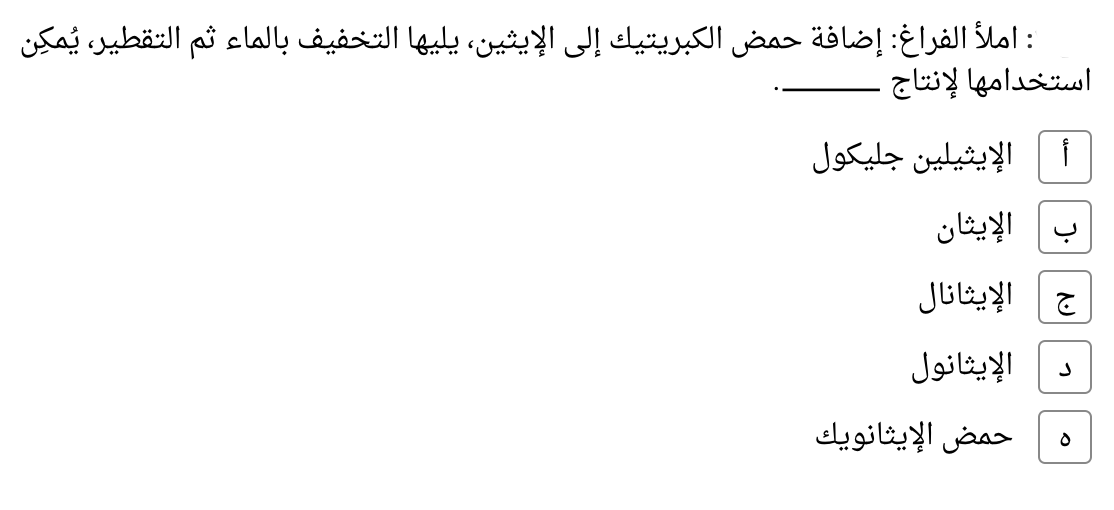 : املأ الفراغ: إضافة حمض الكبريتيك إلى الإيثين، يليها التخفيف بالماء ثم التقطير، يُمكِن
استخدامها لإنتاج ـــــــــــ.
أ الإيثيلين جليكول
ب الإيثان
ج الإيثانال
د الإيثانول
ه حمض الإيثانويك